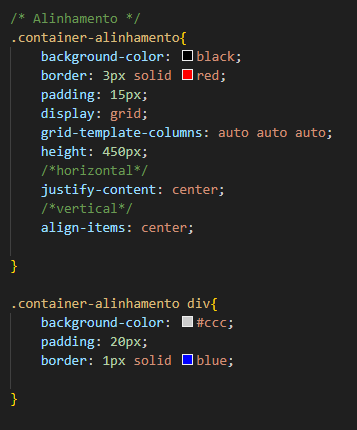 /* Alinhamento */
.container-alinhamento{
    background-color: black;
    border: 3px solid red;
    padding: 15px;
    display: grid;
    grid-template-columns: auto auto auto;
    height: 450px;
    /*horizontal*/
    justify-content: center;
    /*vertical*/
    align-items: center;

}

.container-alinhamento div{
    background-color: #ccc;
    padding: 20px;
    border: 1px solid blue;

}